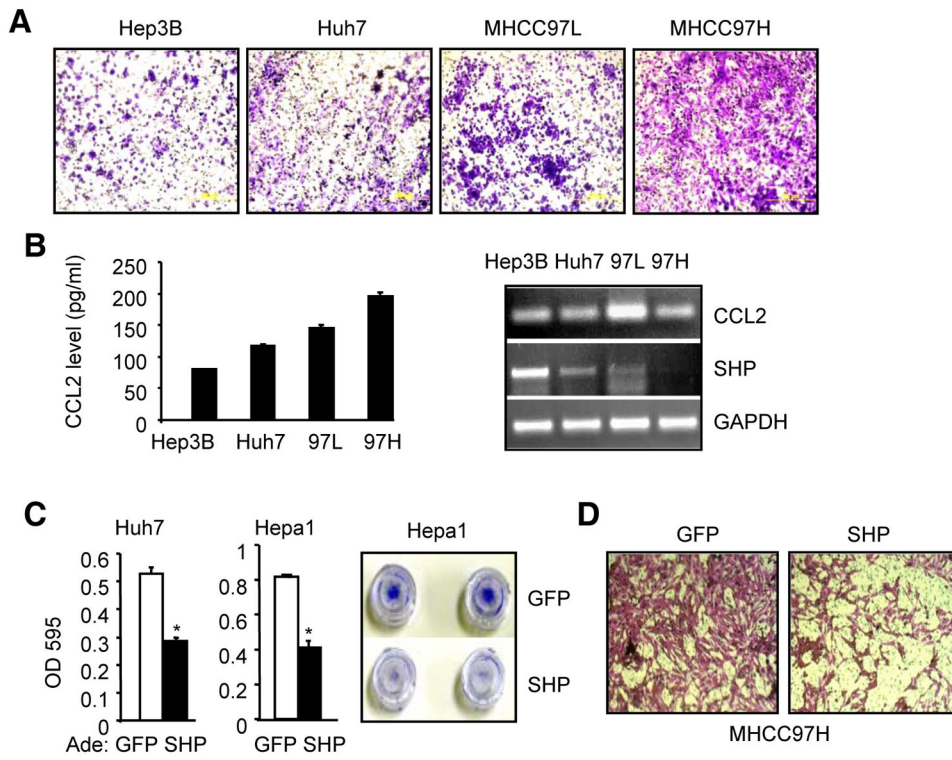 A
Hep3B Huh7 MHCC97L MHCC97H
B
CCL2 level (pg/ml)
250
200
150
100
50
0
Hep3B Huh7 97L 97H
Hep3B Huh7 97L 97H
CCL2
SHP
GAPDH
C
OD 595
Huh7
0.6
0.5
0.4
0.3
0.2
0.1
0
*
Ade: GFP SHP
Hepa1
1
0.8
0.6
0.4
0.2
0
*
GFP SHP
Hepa1
GFP
SHP
D
GFP SHP
MHCC97H